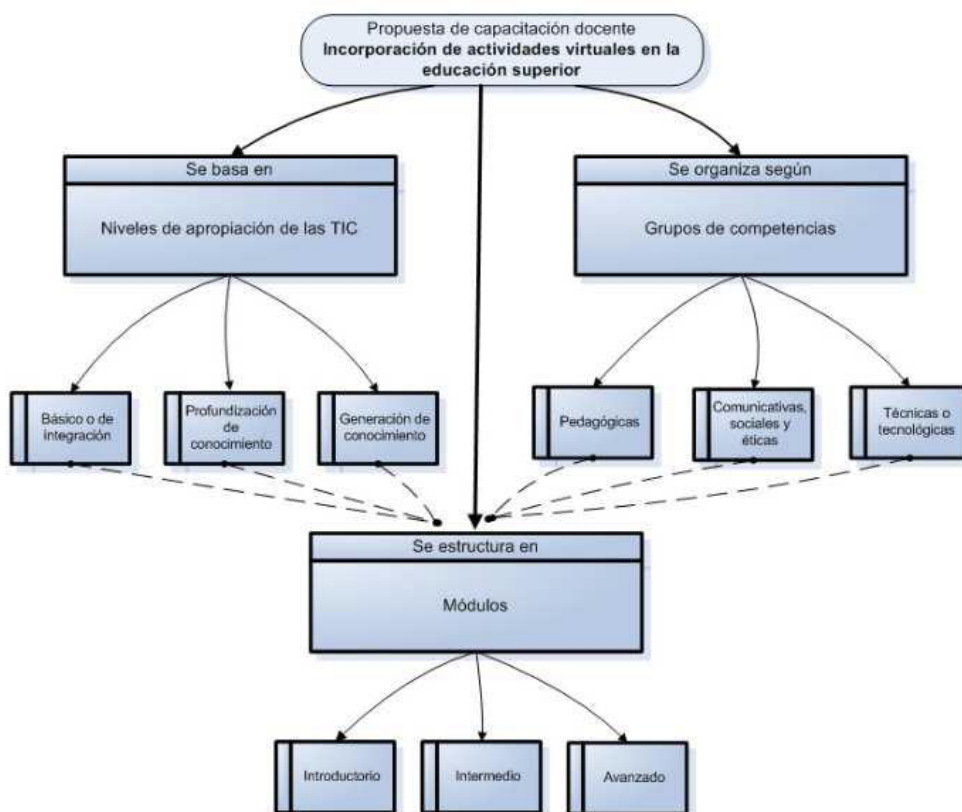 Propuesta de capacitación docente
Incorporación de actividades virtuales en la
educación superior
Se basa en
Niveles de apropiación de las TIC
Se organiza según
Grupos de competencias
Básico o de
integración
Profundización
de
conocimiento
Generación de
conocimiento
Pedagógicas
Comunicativas,
sociales y
éticas
Técnicas o
tecnológicas
Se estructura en
Módulos
Introductorio
Intermedio
Avanzado